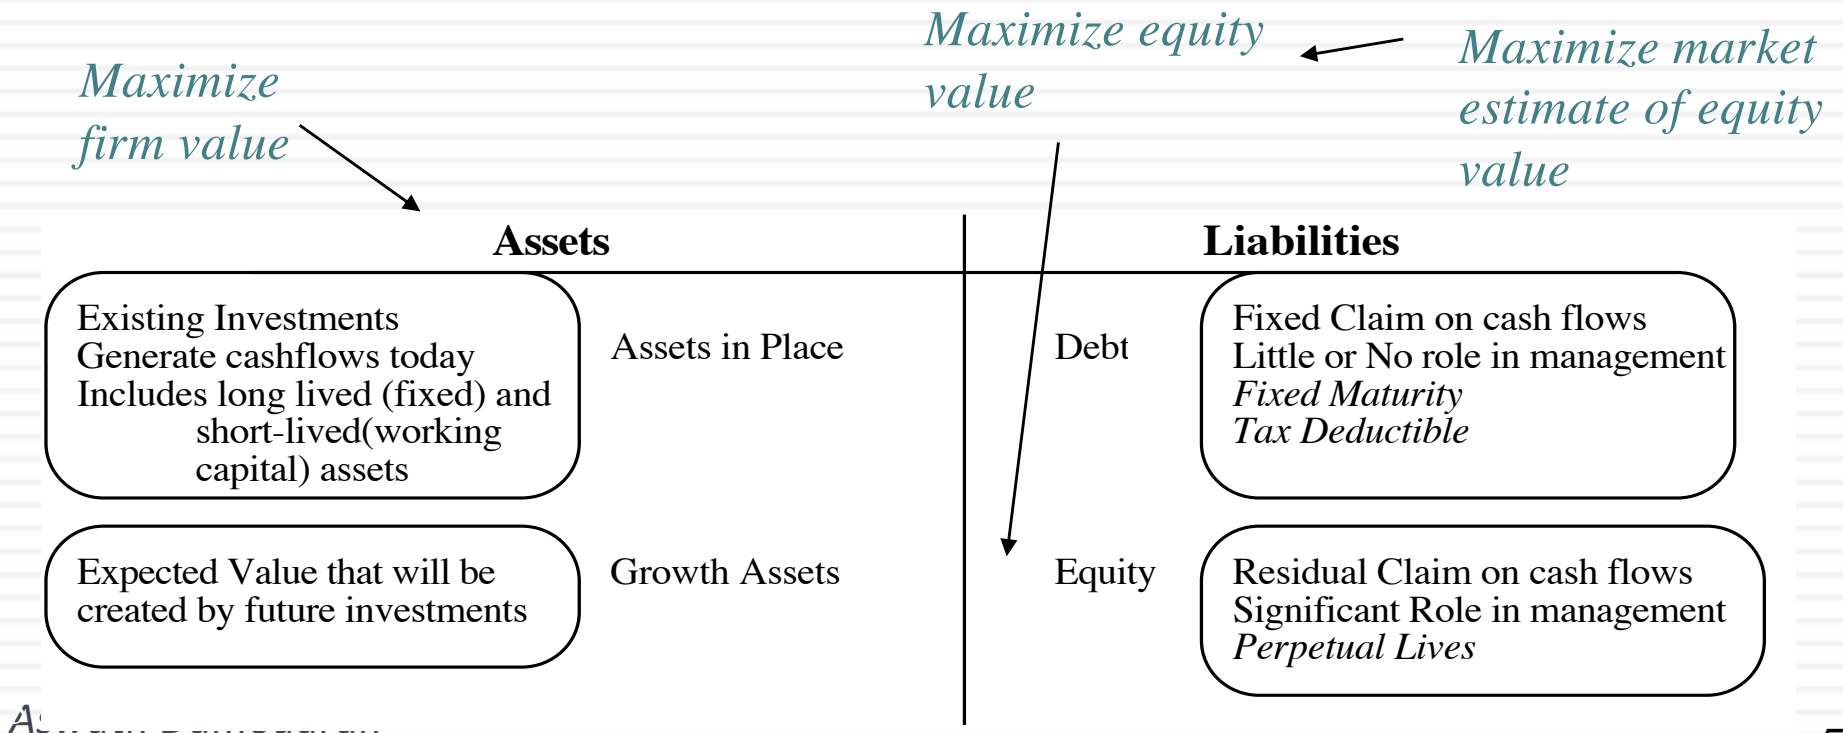 Maximize
firm value
Maximize equity
value
Maximize market
estimate of equity
value
Assets
Liabilities
Existing Investments
Generate cashflows today
Includes long lived (fixed) and
short-lived(working
capital) assets
Assets in Place
Debt
Fixed Claim on cash flows
Little or No role in management
Fixed Maturity
Tax Deductible
Expected Value that will be
created by future investments
Growth Assets
Equity
Residual Claim on cash flows
Significant Role in management
Perpetual Lives